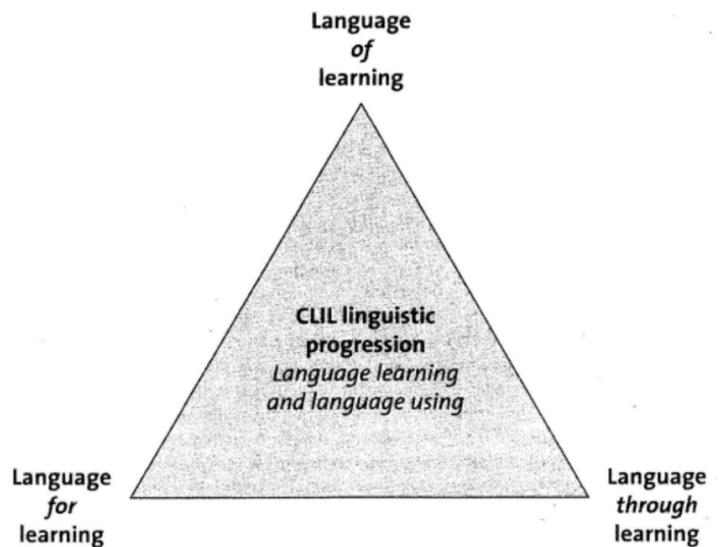 Language
of
learning
CLIL linguistic
progression
Language learning
and language using
Language
for
learning
Language
through
learning